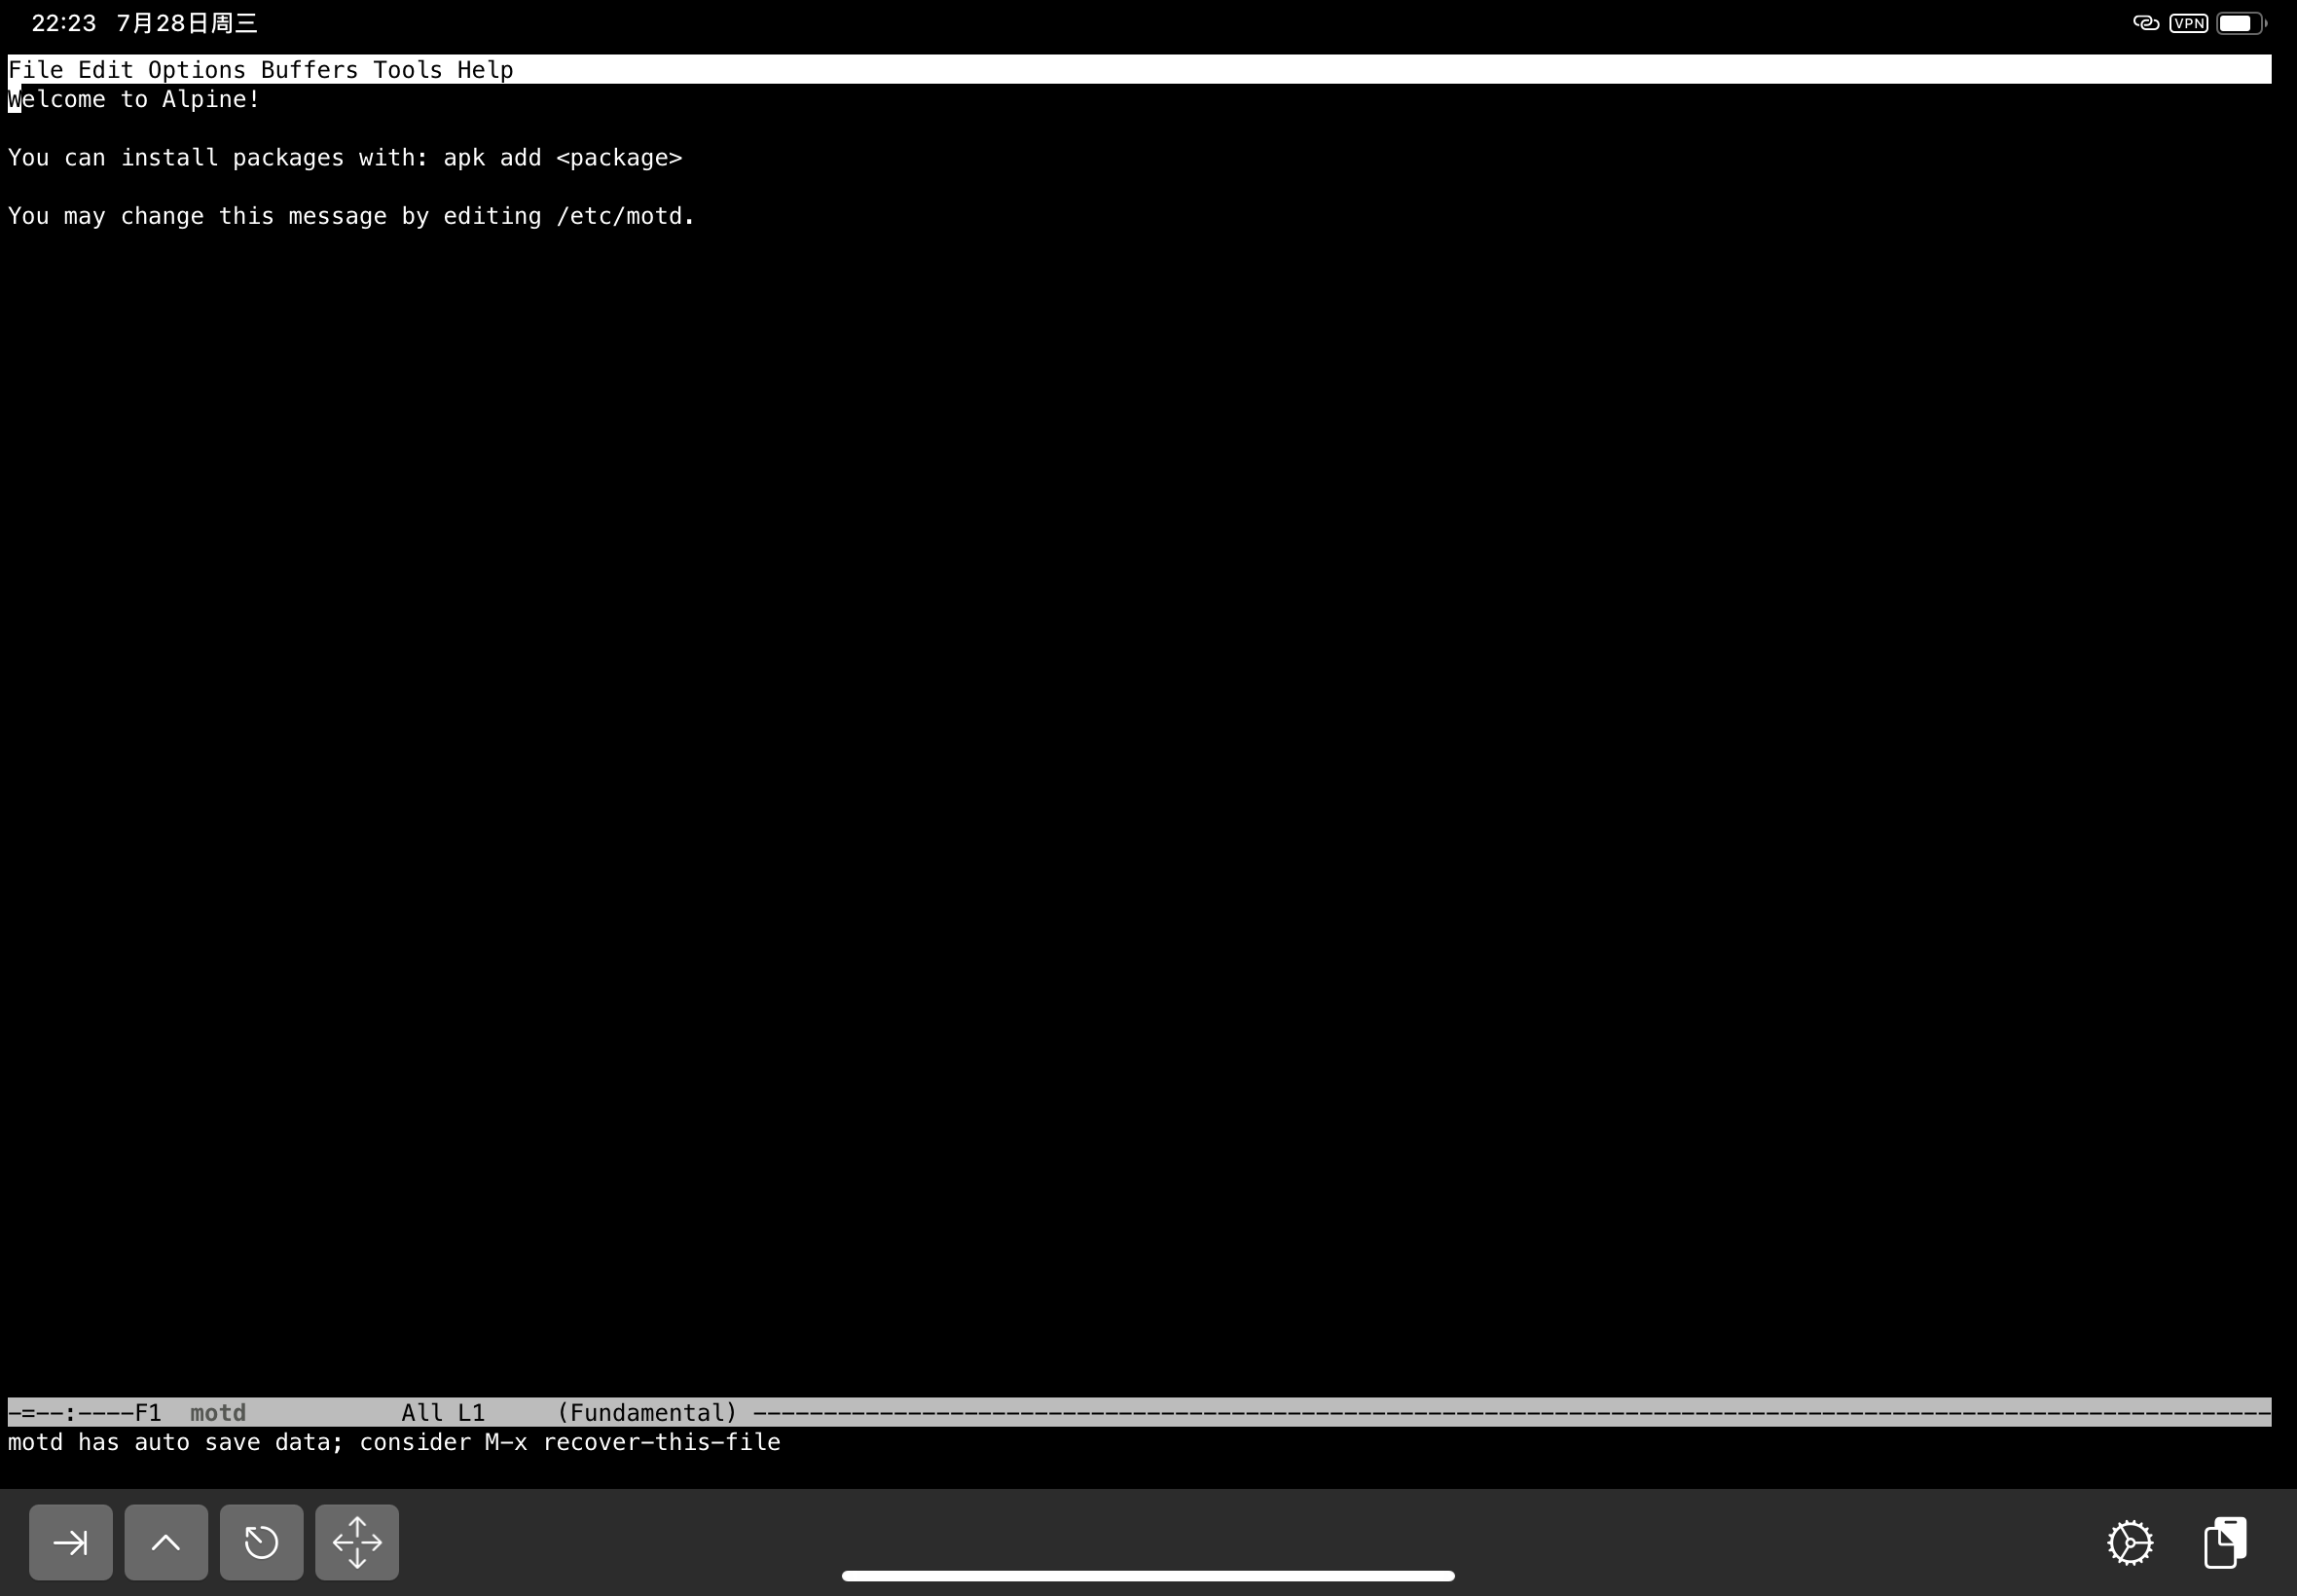 22:23 7月28日周三
VPN
File Edit Options Buffers Tools Help
Welcome to Alpine!
You can install packages with: apk add <package>
You may change this message by editing /etc/motd.
-=--:----F1  motd           All L1     (Fundamental) ------------------------------------------------------------------------------------------------------------
motd has auto save data; consider M-x recover-this-file